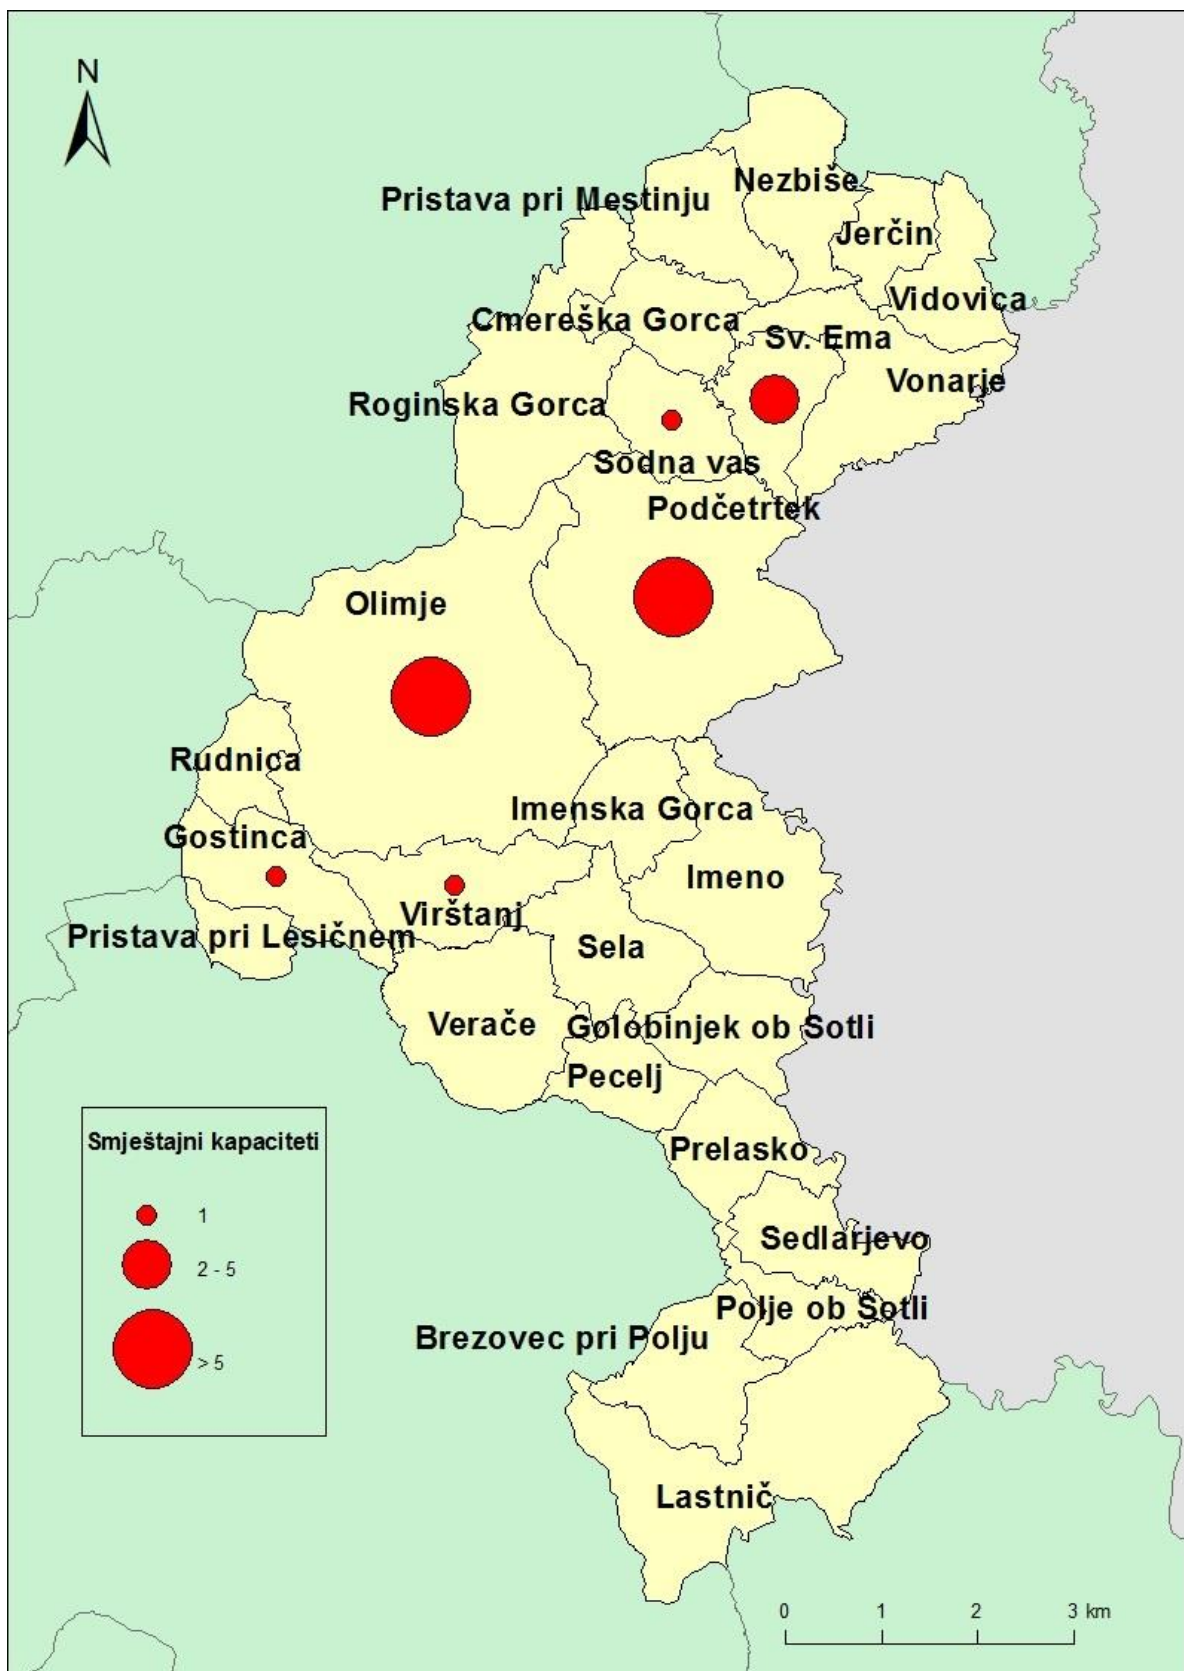 N
Nezbiše
Pristava pri Mestinju
Jerčin
Vidovica
Cmereška Gorca
Sv. Ema
Vonarje
Roginska Gorca
Sodna vas
Podčetrtek
Olimje
Rudnica
Imenska Gorca
Gostinca
Imeno
Virštanj
Pristava pri Lesičnem
Sela
Verače
Golobinjek ob Sotli
Pecelj
Smještajni kapaciteti
1
2 - 5
> 5
Prelasko
Sedlarjevo
Polje ob Sotli
Brezovec pri Polju
Lastnič
0 1 2 3 km